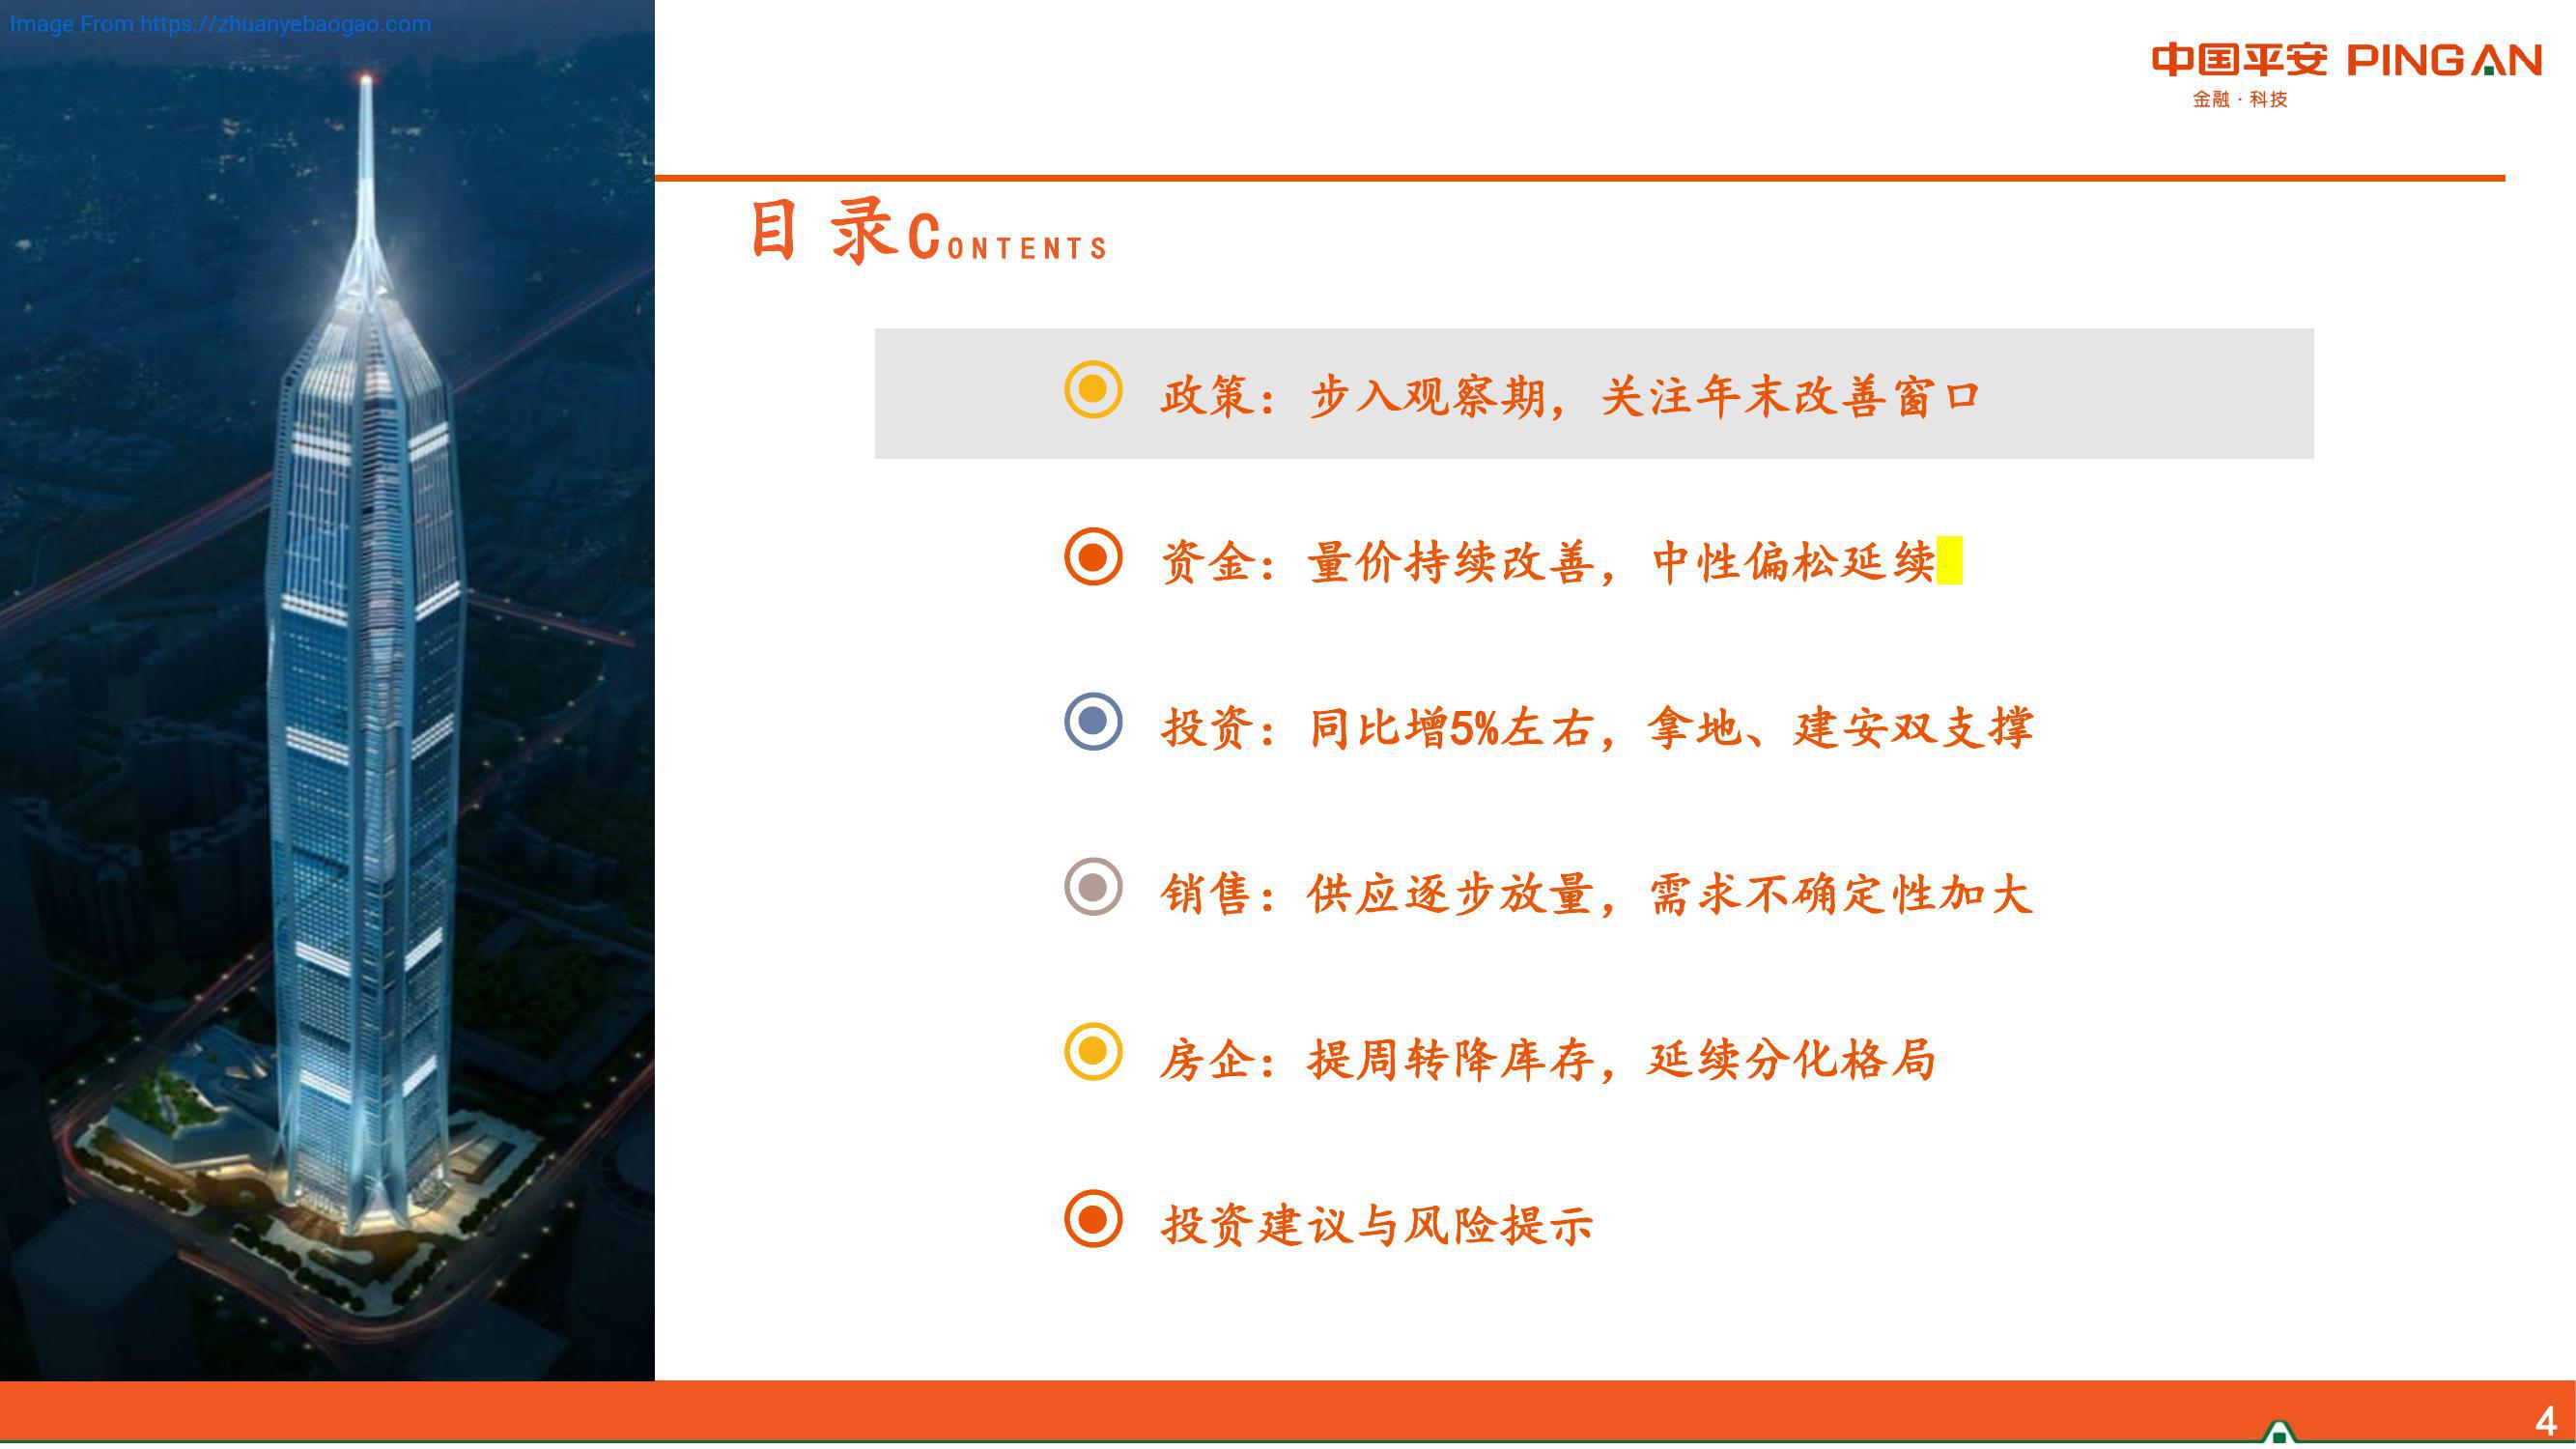 Image From https://zhuanyebaogao.com
中国平安 PINGAN
金融·科技
目录CONTENTS
政策：步入观察期，关注年末改善窗口
资金：量价持续改善，中性偏松延续
投资：同比增5%左右，拿地、建安双支撑
销售：供应逐步放量，需求不确定性加大
房企：提周转降库存，延续分化格局
投资建议与风险提示
4